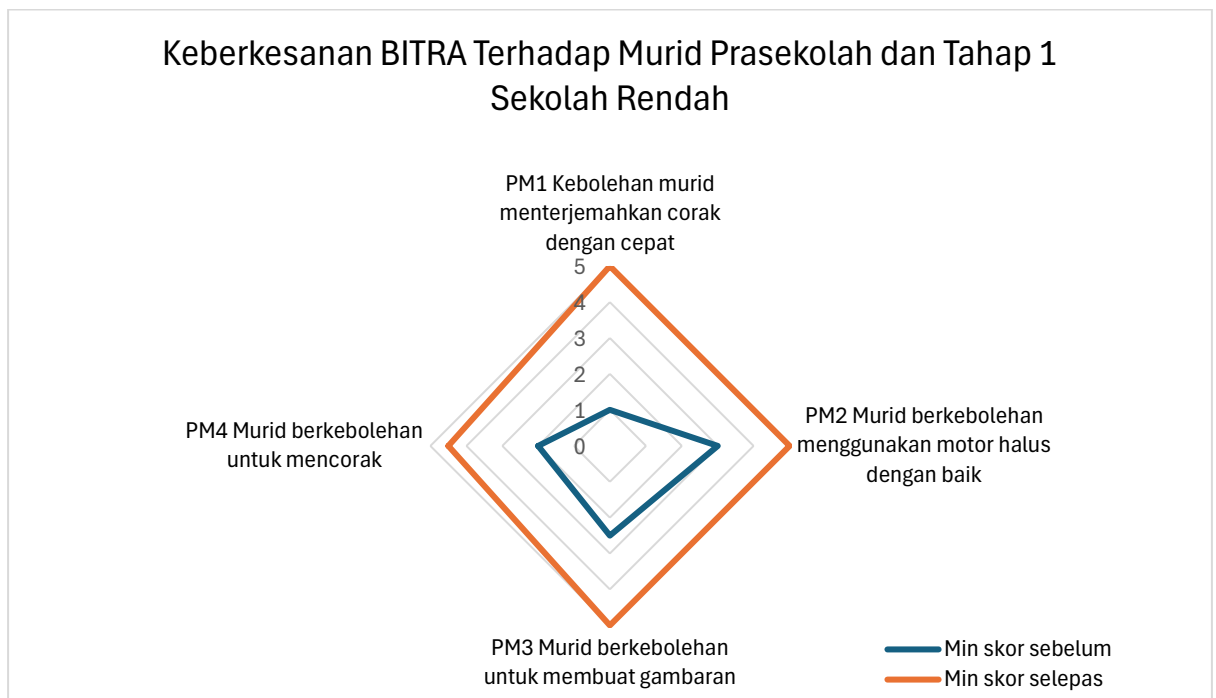 Keberkesanan BITRA Terhadap Murid Prasekolah dan Tahap 1
Sekolah Rendah
PM1 Kebolehan murid
menterjemahkan corak
dengan cepat
5
4
3
2
1
0
PM2 Murid berkebolehan
menggunakan motor halus
dengan baik
PM4 Murid berkebolehan
untuk mencorak
PM3 Murid berkebolehan
untuk membuat gambaran
Min skor sebelum
Min skor selepas